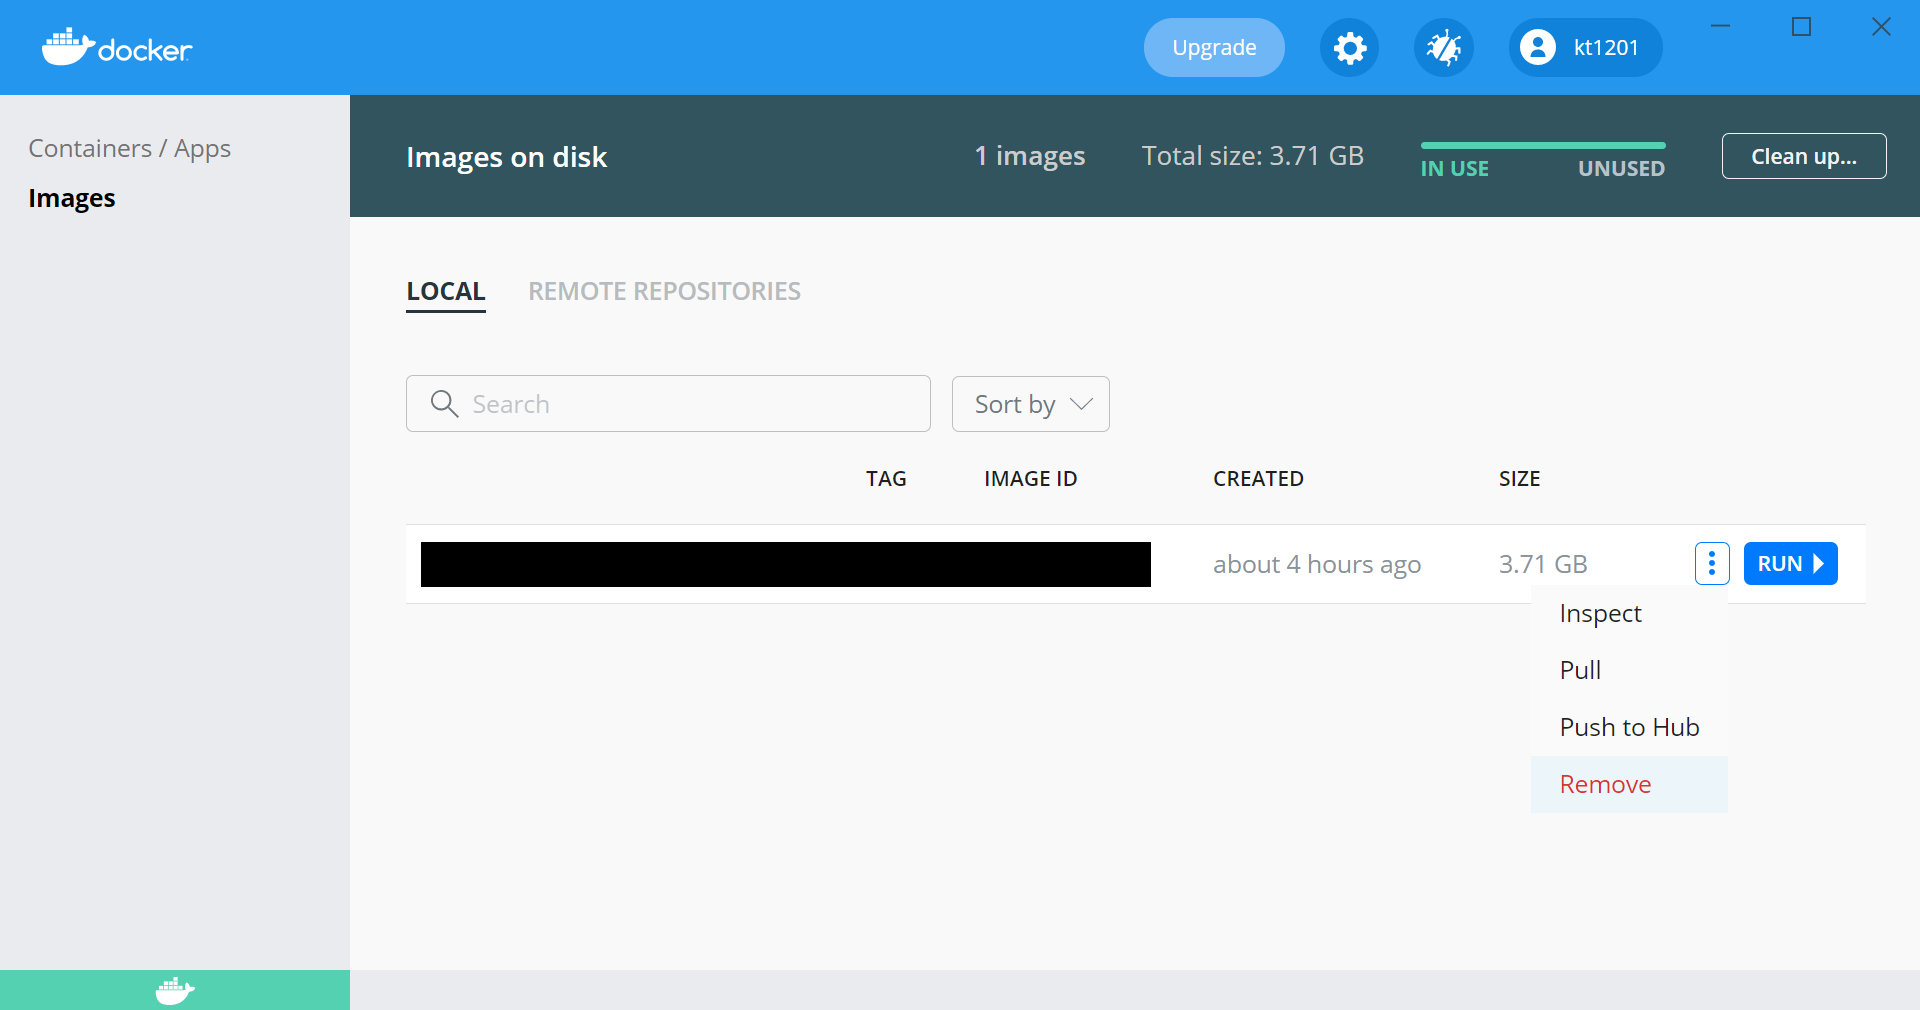 docker
Upgrade
kt1201
Containers / Apps
Images
Images on disk
1 images
Total size: 3.71 GB
IN USE
UNUSED
Clean up...
LOCAL
REMOTE REPOSITORIES
Search
Sort by
TAG
IMAGE ID
CREATED
SIZE
about 4 hours ago
3.71 GB
RUN
Inspect
Pull
Push to Hub
Remove